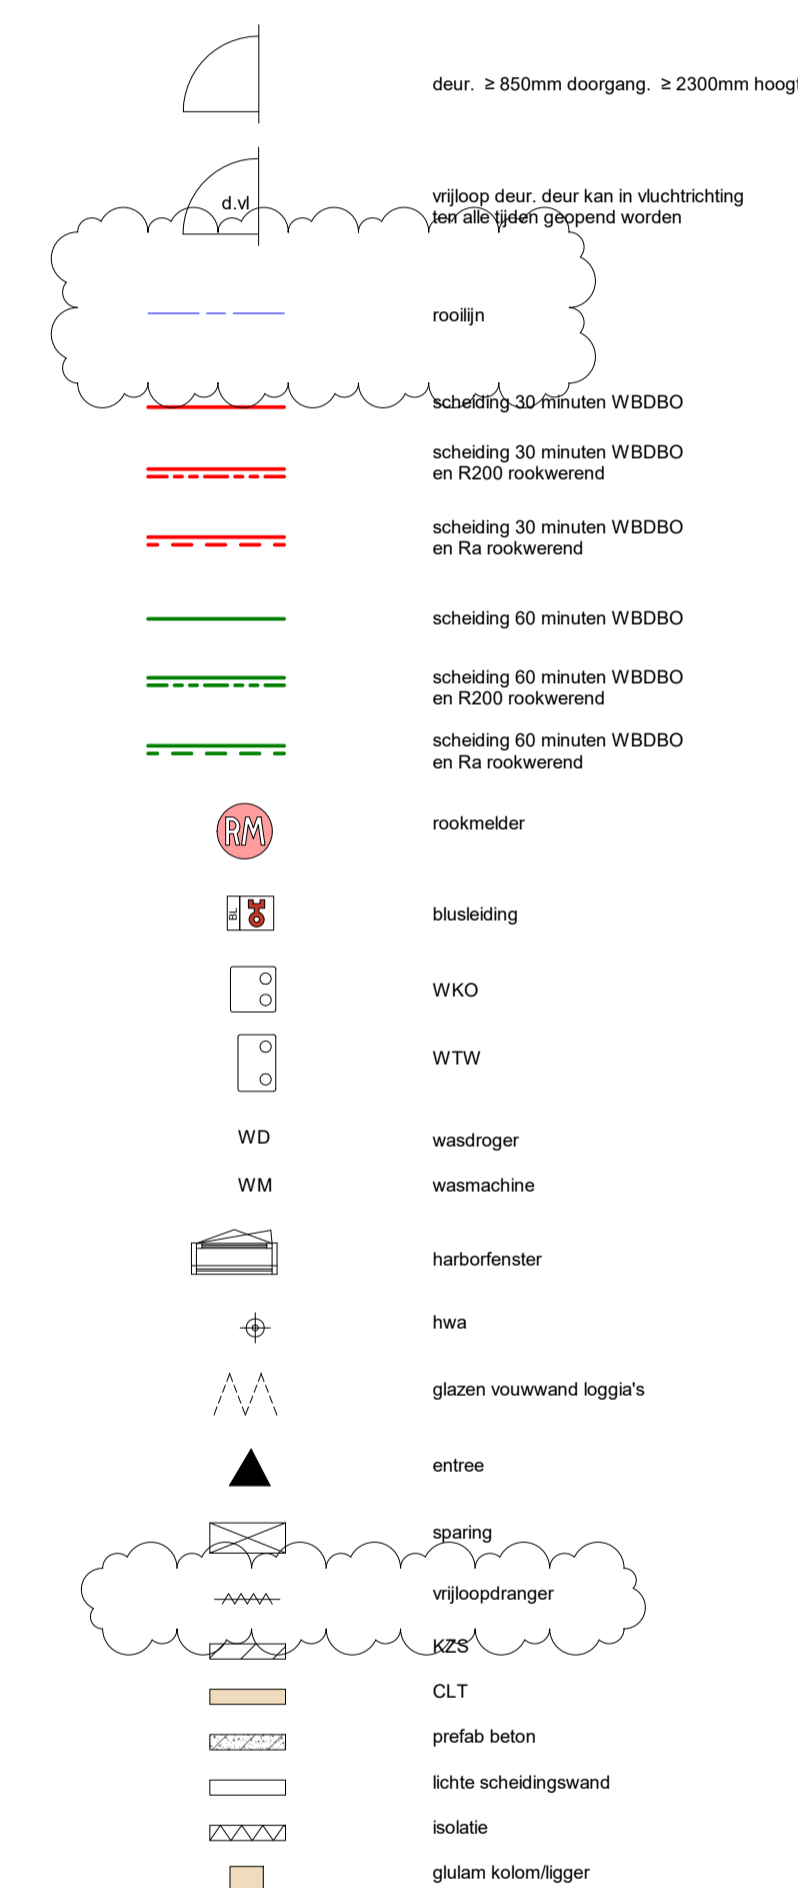 deur. ≥ 850mm doorgang. ≥ 2300mm hoogt
d.vl
vrijloop deur. deur kan in vluchtrichting
ten alle tijden geopend worden
rooilijn
scheiding 30 minuten WBDBO
scheiding 30 minuten WBDBO
en R200 rookwerend
scheiding 30 minuten WBDBO
en Ra rookwerend
scheiding 60 minuten WBDBO
scheiding 60 minuten WBDBO
en R200 rookwerend
scheiding 60 minuten WBDBO
en Ra rookwerend
RM rookmelder
BL blusleiding
WKO
WTW
WD wasdroger
WM wasmachine
harborfenster
hwa
glazen vouwwand loggia's
entree
sparing
vrijloopdranger
KZS
CLT
prefab beton
lichte scheidingswand
isolatie
glulam kolom/ligger